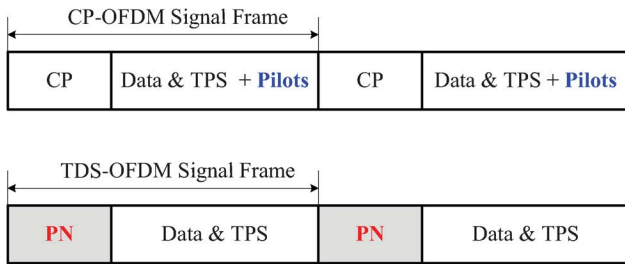 CP-OFDM Signal Frame
CP Data & TPS + Pilots CP Data & TPS + Pilots
TDS-OFDM Signal Frame
PN Data & TPS PN Data & TPS